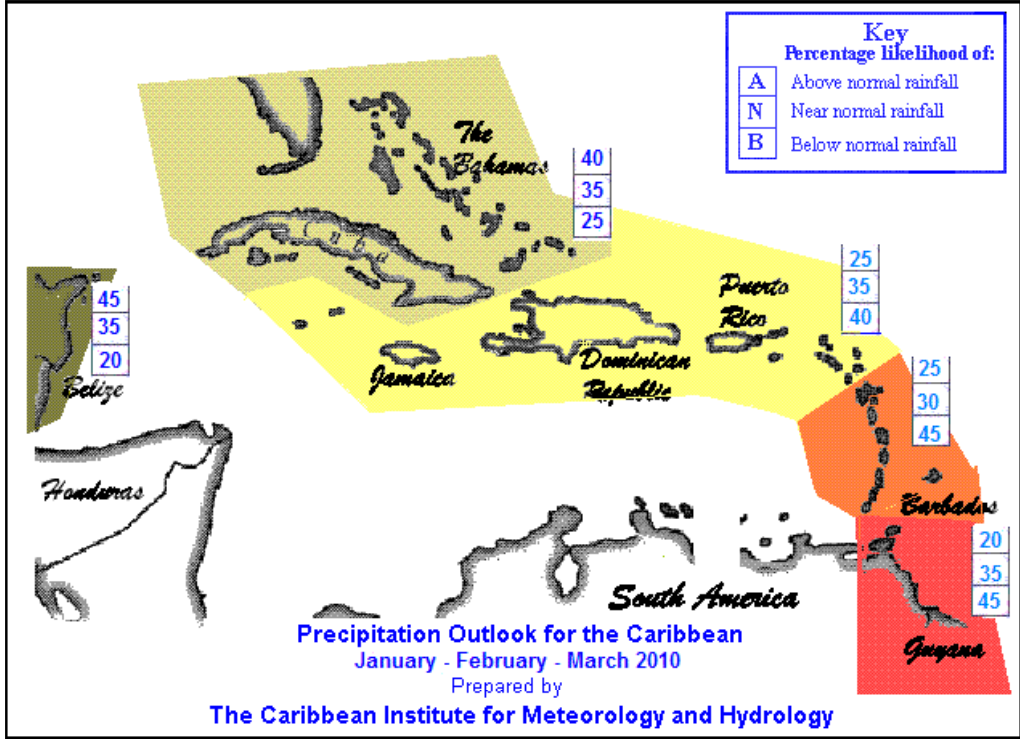 Key
Percentage likelihood of:
A Above normal rainfall
N Near normal rainfall
B Below normal rainfall
The
Bahamas
40
35
25
Cuba
25
35
40
Puerto
Rico
45
35
20
Belize
Jamaica
Dominican
Republic
25
30
45
Honduras
Barbados
20
35
45
South America
Guyana
Precipitation Outlook for the Caribbean
January - February - March 2010
Prepared by
The Caribbean Institute for Meteorology and Hydrology